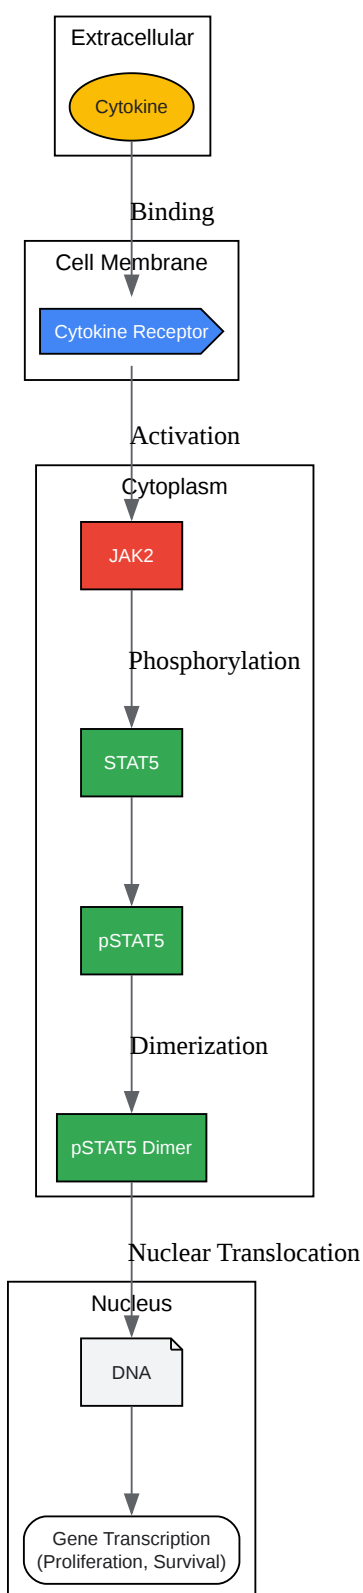 Extracellular
Cytokine
Binding
Cell Membrane
Cytokine Receptor
Activation
Cytoplasm
JAK2
Phosphorylation
STAT5
pSTAT5
Dimerization
pSTAT5 Dimer
Nuclear Translocation
Nucleus
DNA
Gene Transcription
(Proliferation, Survival)